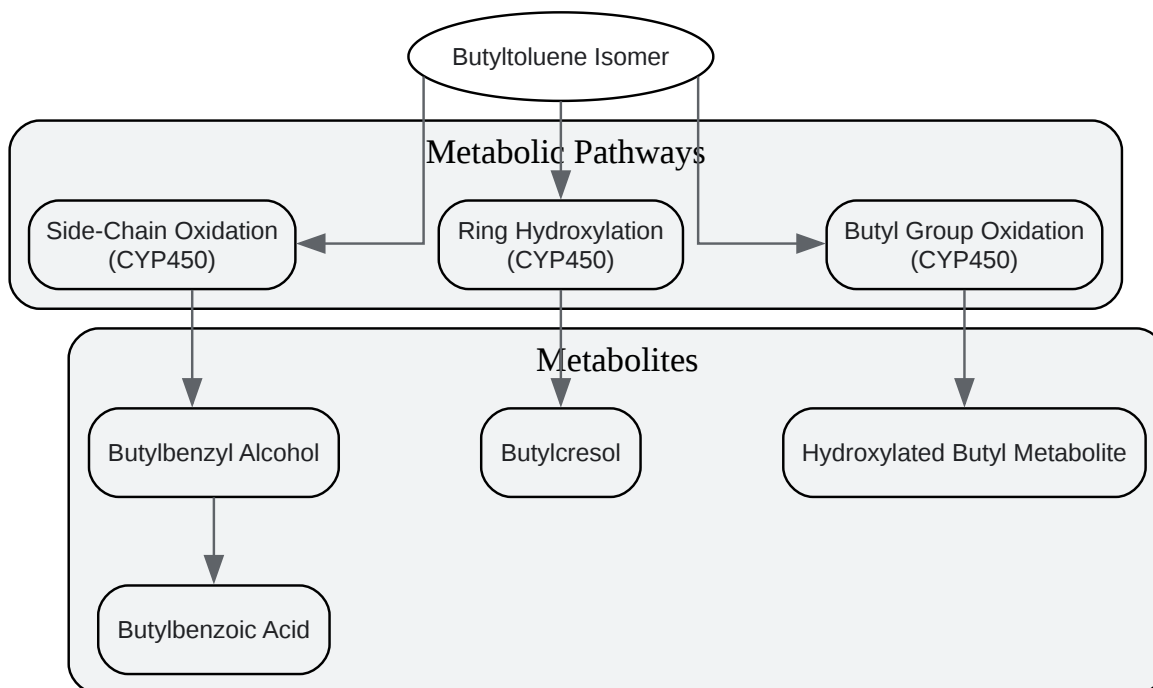 Butyltoluene Isomer
Metabolic Pathways
Side-Chain Oxidation
(CYP450)
Ring Hydroxylation
(CYP450)
Butyl Group Oxidation
(CYP450)
Metabolites
Butylbenzyl Alcohol
Butylcresol
Hydroxylated Butyl Metabolite
Butylbenzoic Acid